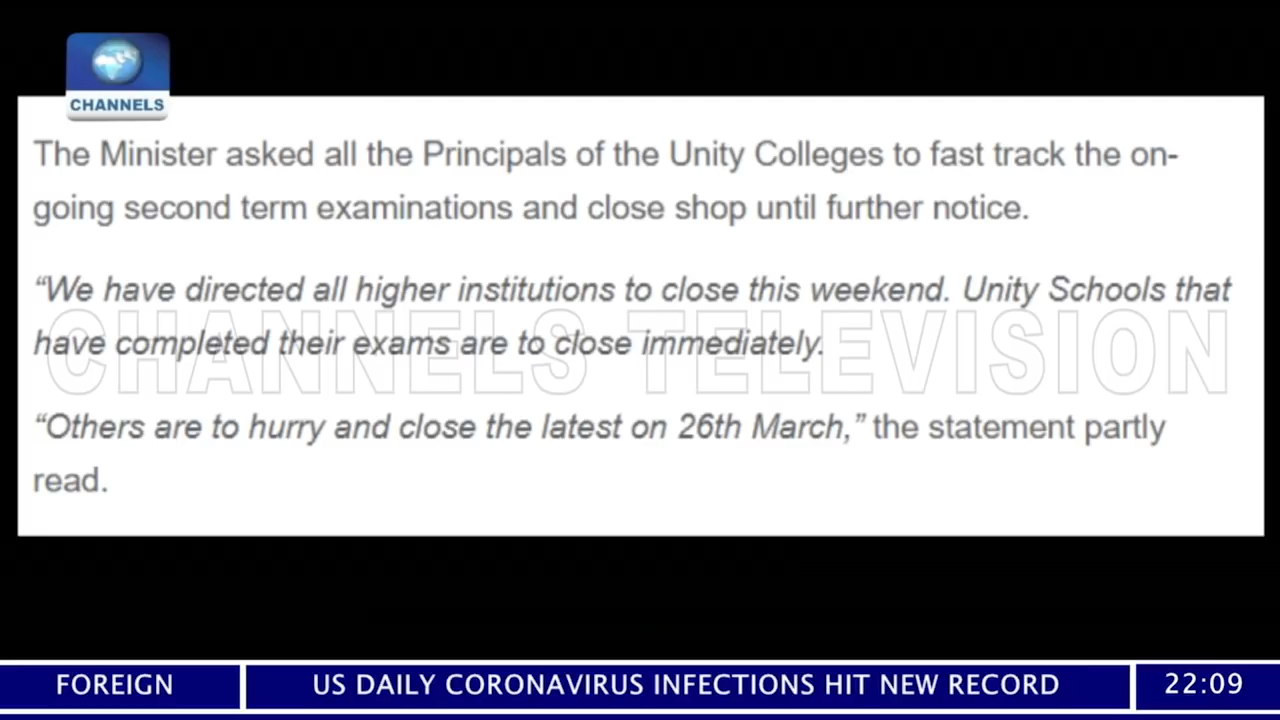 CHANNELS
The Minister asked all the Principals of the Unity Colleges to fast track the on-
going second term examinations and close shop until further notice.
“We have directed all higher institutions to close this weekend. Unity Schools that
have completed their exams are to close immediately.
CHANNELS TELEVISION
“Others are to hurry and close the latest on 26th March,” the statement partly
read.
FOREIGN
US DAILY CORONAVIRUS INFECTIONS HIT NEW RECORD
22:09